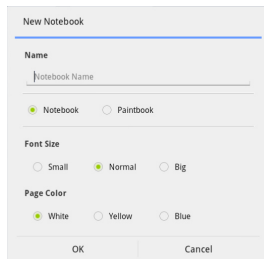 New Notebook
Name
Notebook Name
Notebook Paintbook
Font Size
Small Normal Big
Page Color
White Yellow Blue
OK Cancel